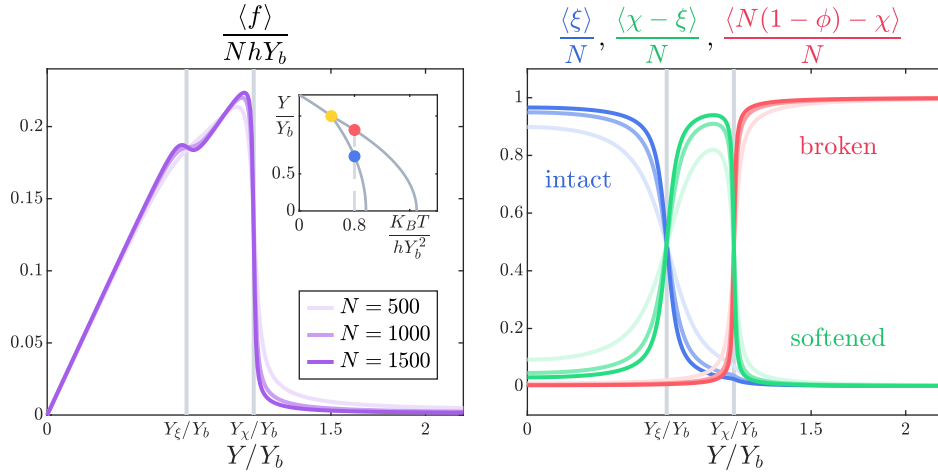 ⟨f⟩
NhY_b
0.2
0.15
0.1
0.05
0
0
Y_ξ/Y_b
Y_χ/Y_b
1.5
2
Y/Y_b
Y
Y_b
0.5
0
0
0.8
K_BT
hY_b^2
N = 500
N = 1000
N = 1500
⟨ξ⟩/N , ⟨χ − ξ⟩/N , ⟨N(1 − ϕ) − χ⟩/N
1
0.8
0.6
0.4
0.2
0
intact
broken
softened
0
Y_ξ/Y_b
Y_χ/Y_b
1.5
2
Y/Y_b